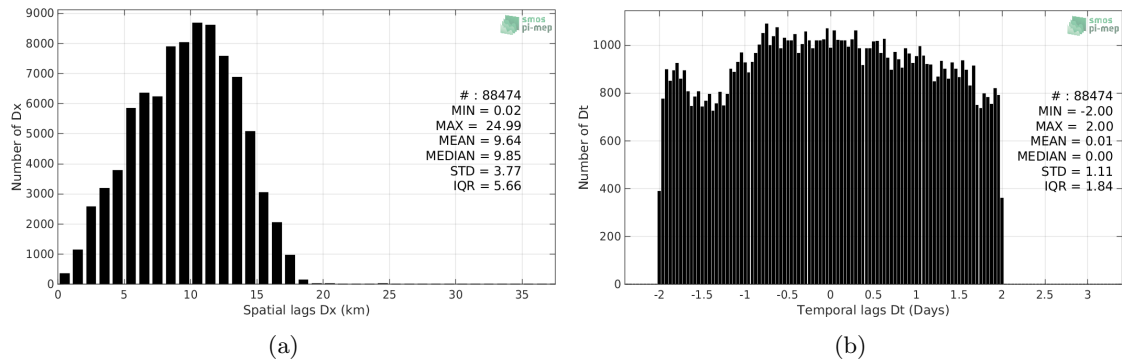 9000
8000
7000
6000
5000
4000
3000
2000
1000
0
Number of Dx
smos
pi-mep
# : 88474
MIN = 0.02
MAX = 24.99
MEAN = 9.64
MEDIAN = 9.85
STD = 3.77
IQR = 5.66
0 5 10 15 20 25 30 35
Spatial lags Dx (km)
(a)
1000
800
600
400
200
0
Number of Dt
smos
pi-mep
# : 88474
MIN = -2.00
MAX = 2.00
MEAN = 0.01
MEDIAN = 0.00
STD = 1.11
IQR = 1.84
-2 -1.5 -1 -0.5 0 0.5 1 1.5 2 2.5 3
Temporal lags Dt (Days)
(b)